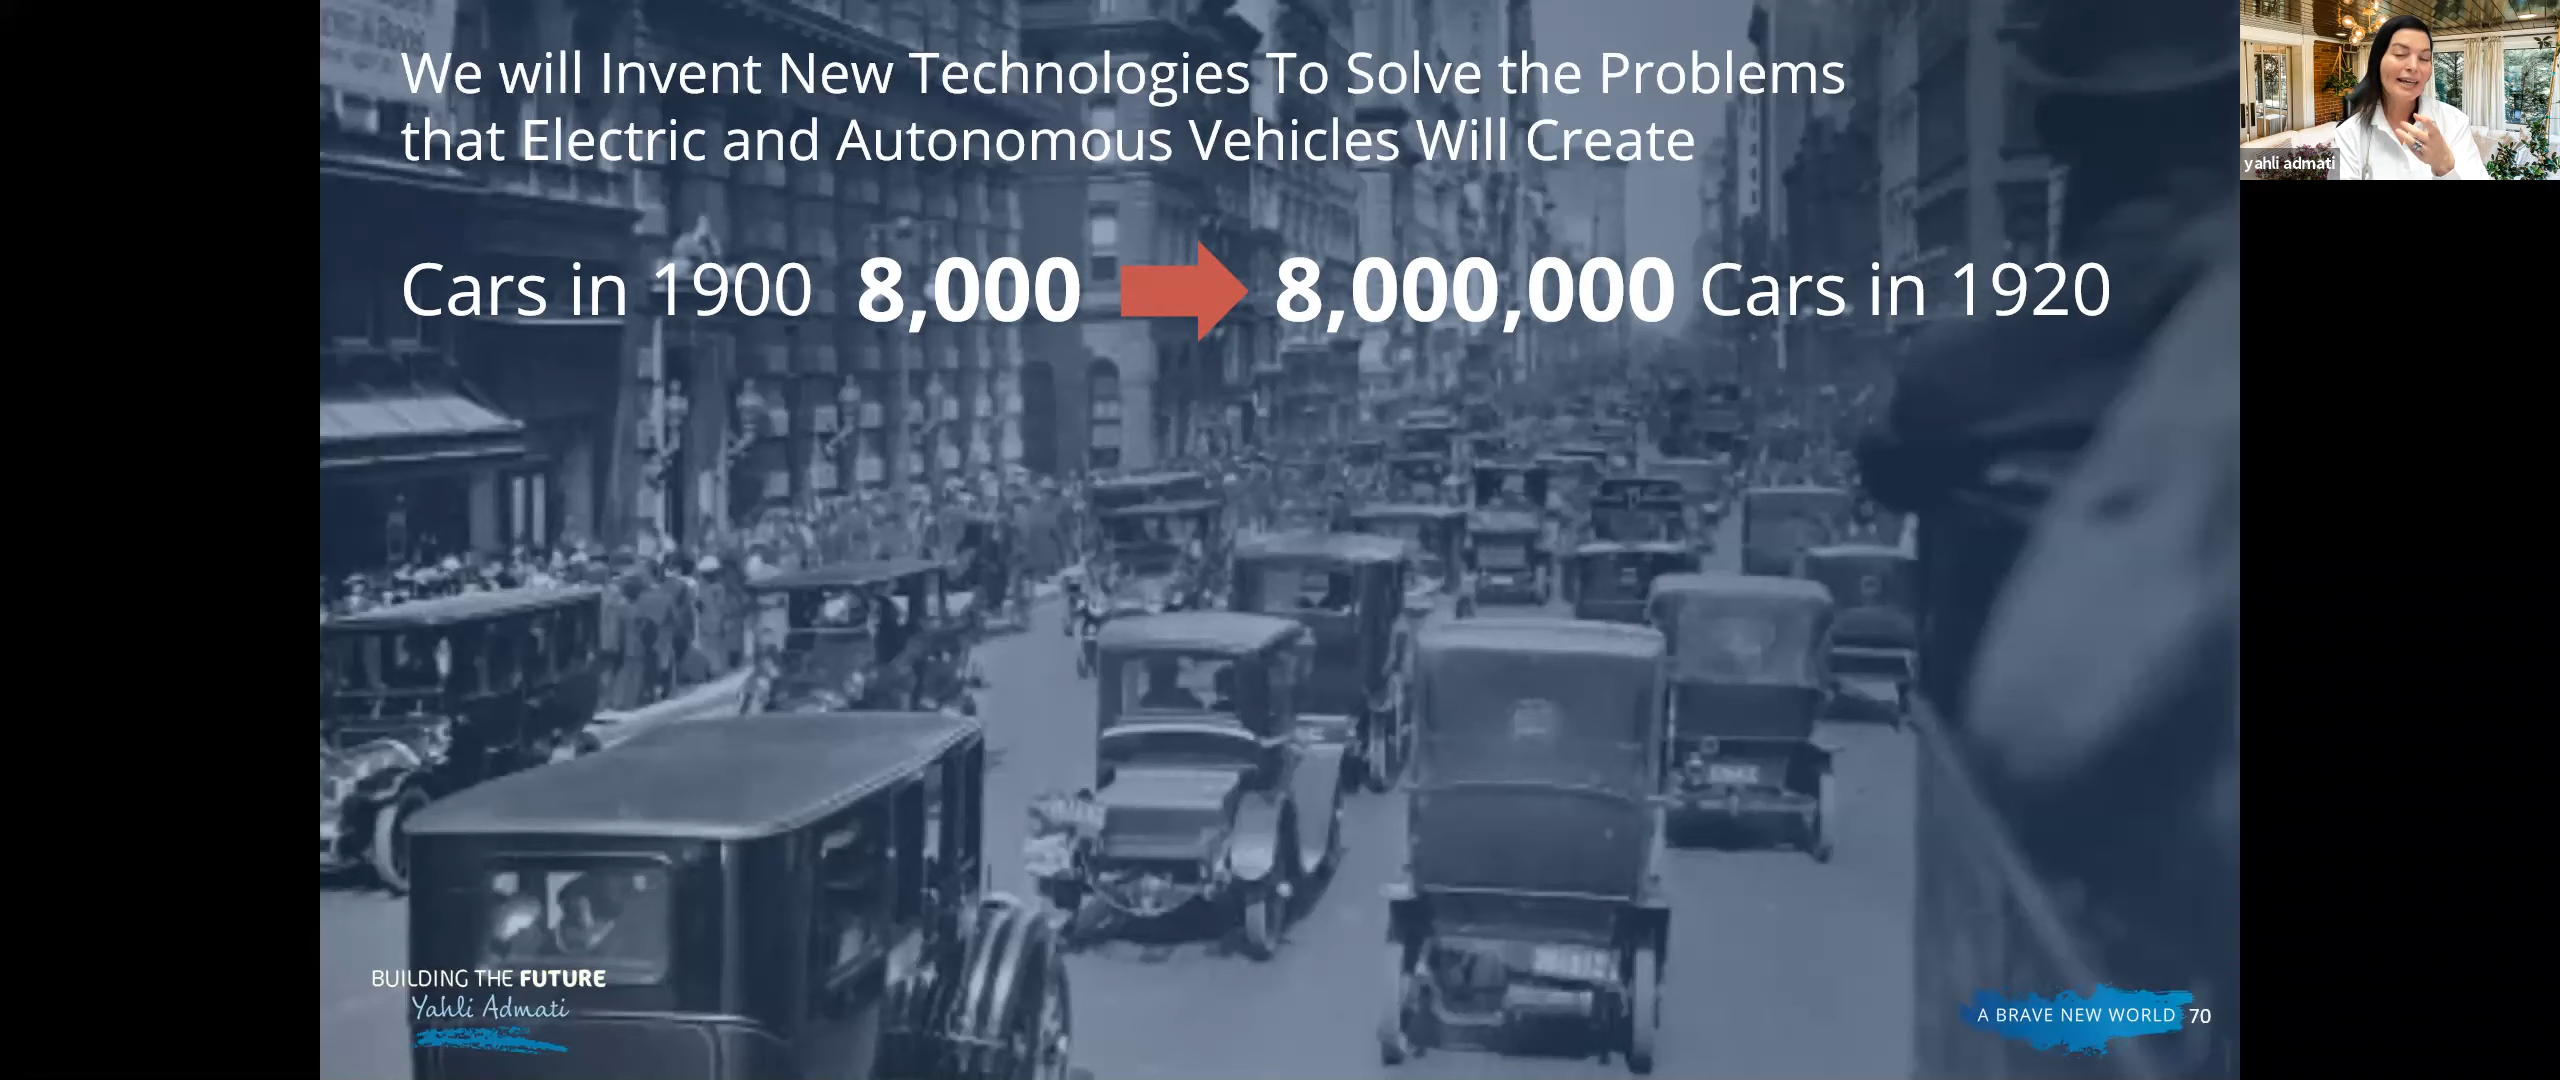 We will Invent New Technologies To Solve the Problems
that Electric and Autonomous Vehicles Will Create
Cars in 1900 8,000 8,000,000 Cars in 1920
yahli admati
BUILDING THE FUTURE
Yahli Admati
A BRAVE NEW WORLD 70